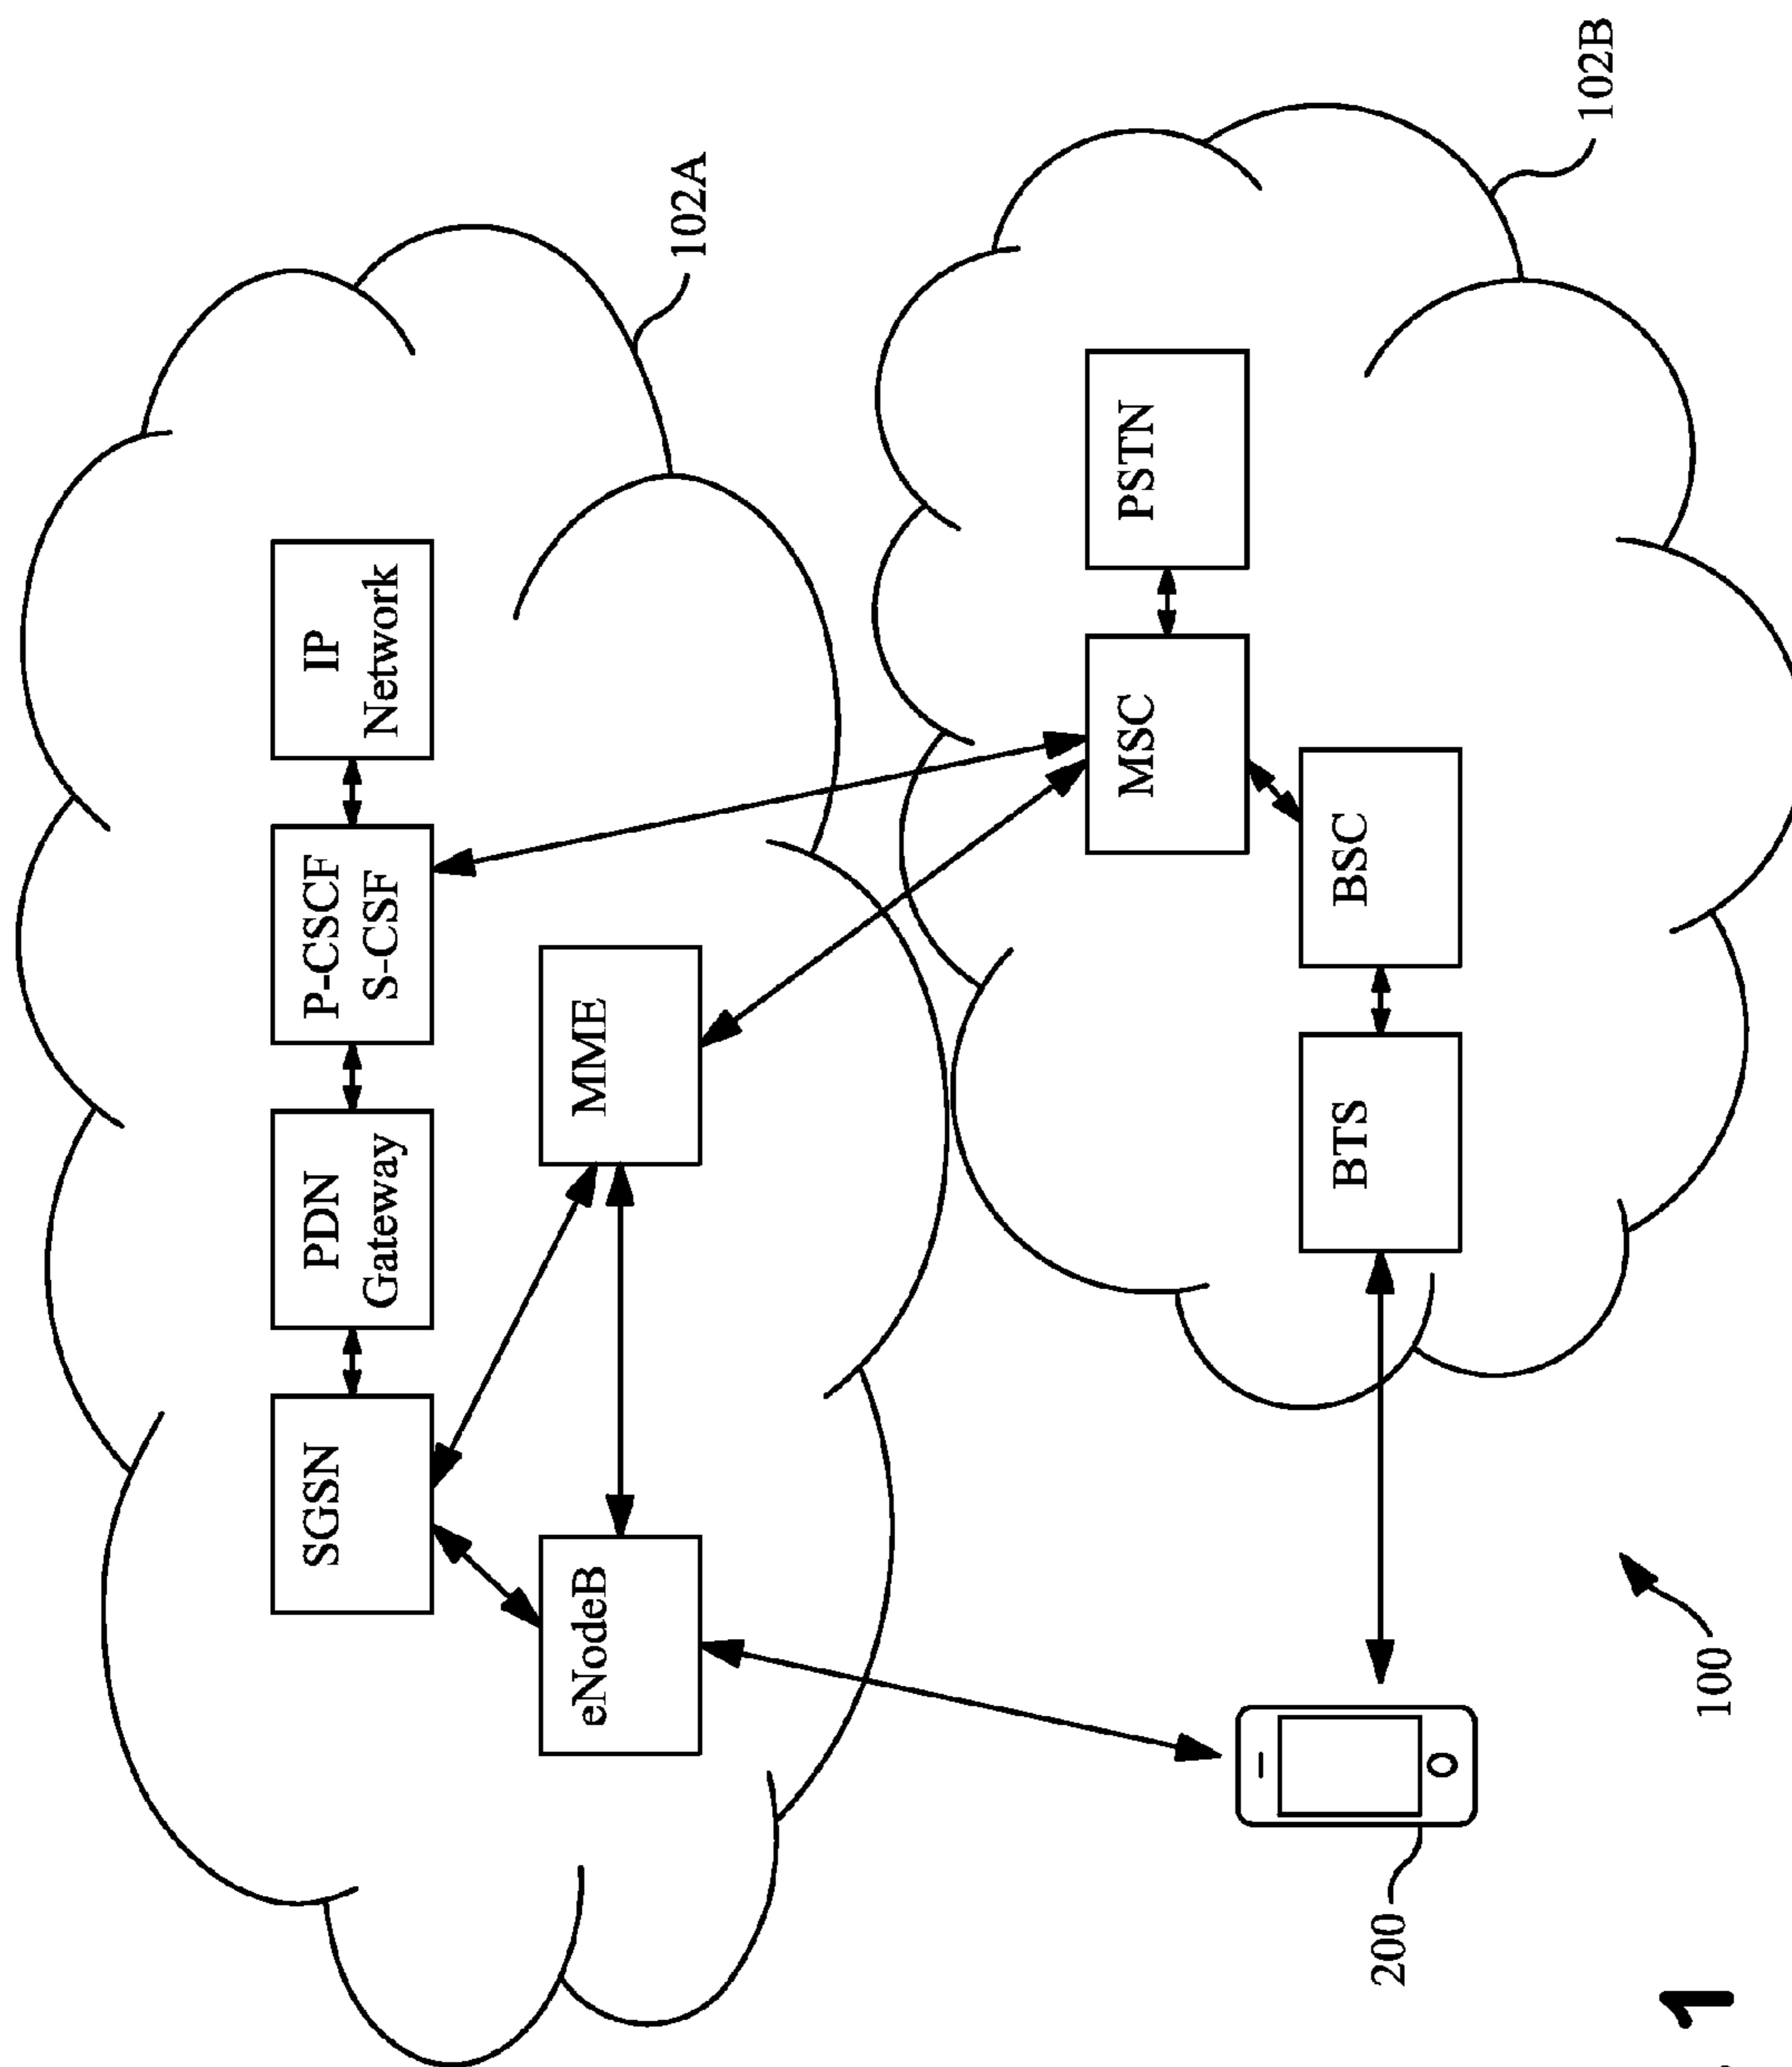 102A
SGSN
PDN
Gateway
P-CSCF
S-CSF
IP
Network
eNodeB
MME
102B
MSC
PSTN
BTS
BSC
200
100
1